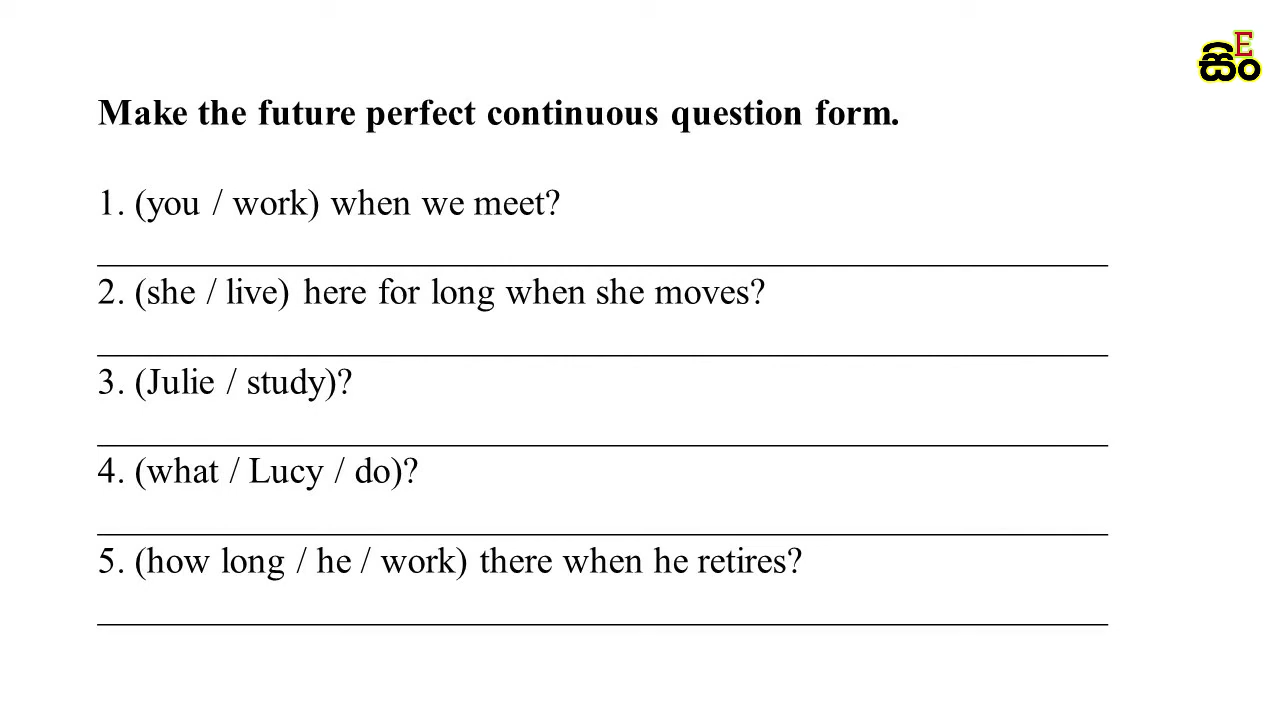 සිං
E
Make the future perfect continuous question form.
1. (you / work) when we meet?
2. (she / live) here for long when she moves?
3. (Julie / study)?
4. (what / Lucy / do)?
5. (how long / he / work) there when he retires?